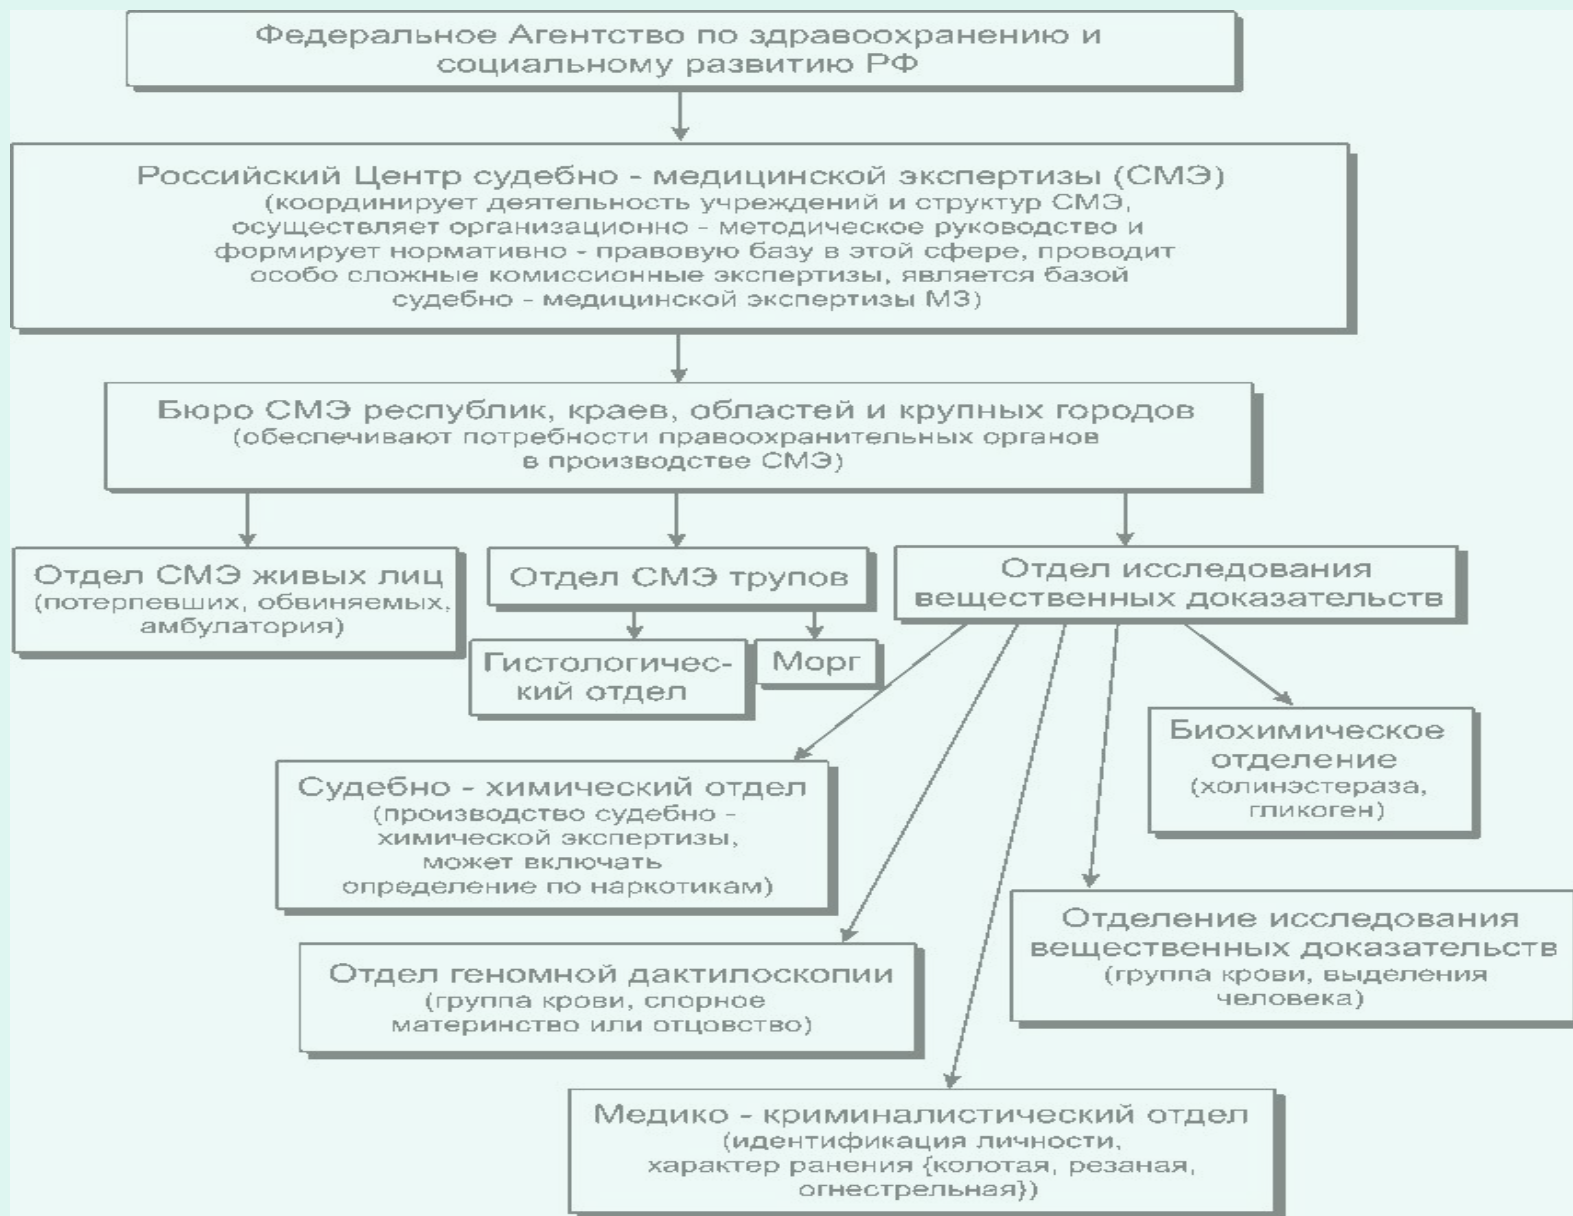 Федеральное Агентство по здравоохранению и
социальному развитию РФ
Российский Центр судебно - медицинской экспертизы (СМЭ)
(координирует деятельность учреждений и структур СМЭ,
осуществляет организационно - методическое руководство и
формирует нормативно - правовую базу в этой сфере, проводит
особо сложные комиссионные экспертизы, является базой
судебно - медицинской экспертизы МЗ)
Бюро СМЭ республик, краев, областей и крупных городов
(обеспечивают потребности правоохранительных органов
в производстве СМЭ)
Отдел СМЭ живых лиц
(потерпевших, обвиняемых,
амбулатория)
Отдел СМЭ трупов
Гистологичес-
кий отдел
Морг
Отдел исследования
вещественных доказательств
Судебно - химический отдел
(производство судебно -
химической экспертизы,
может включать
определение по наркотикам)
Биохимическое
отделение
(холинэстераза,
гликоген)
Отдел геномной дактилоскопии
(группа крови, спорное
материнство или отцовство)
Отделение исследования
вещественных доказательств
(группа крови, выделения
человека)
Медико - криминалистический отдел
(идентификация личности,
характер ранения {колотая, резаная,
огнестрельная})